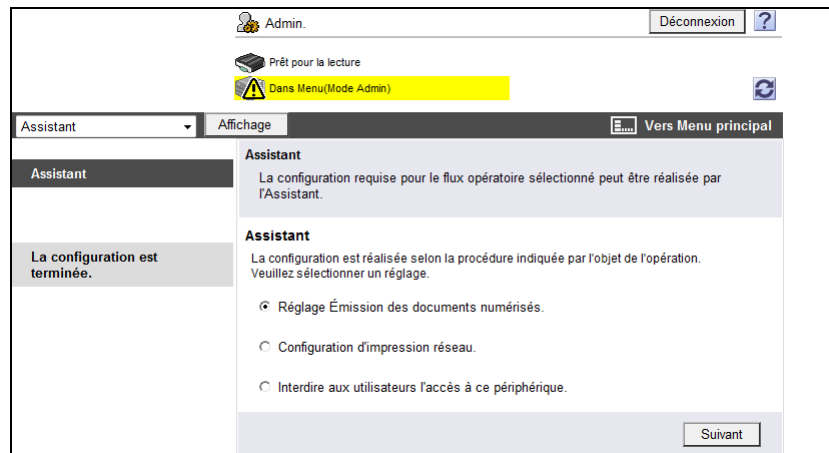 Admin.
Déconnexion
?
Prêt pour la lecture
Dans Menu(Mode Admin)
Assistant
Affichage
Vers Menu principal
Assistant
La configuration est
terminée.
Assistant
La configuration requise pour le flux opératoire sélectionné peut être réalisée par
l'Assistant.
Assistant
La configuration est réalisée selon la procédure indiquée par l'objet de l'opération.
Veuillez sélectionner un réglage.
Réglage Émission des documents numérisés.
Configuration d'impression réseau.
Interdire aux utilisateurs l'accès à ce périphérique.
Suivant